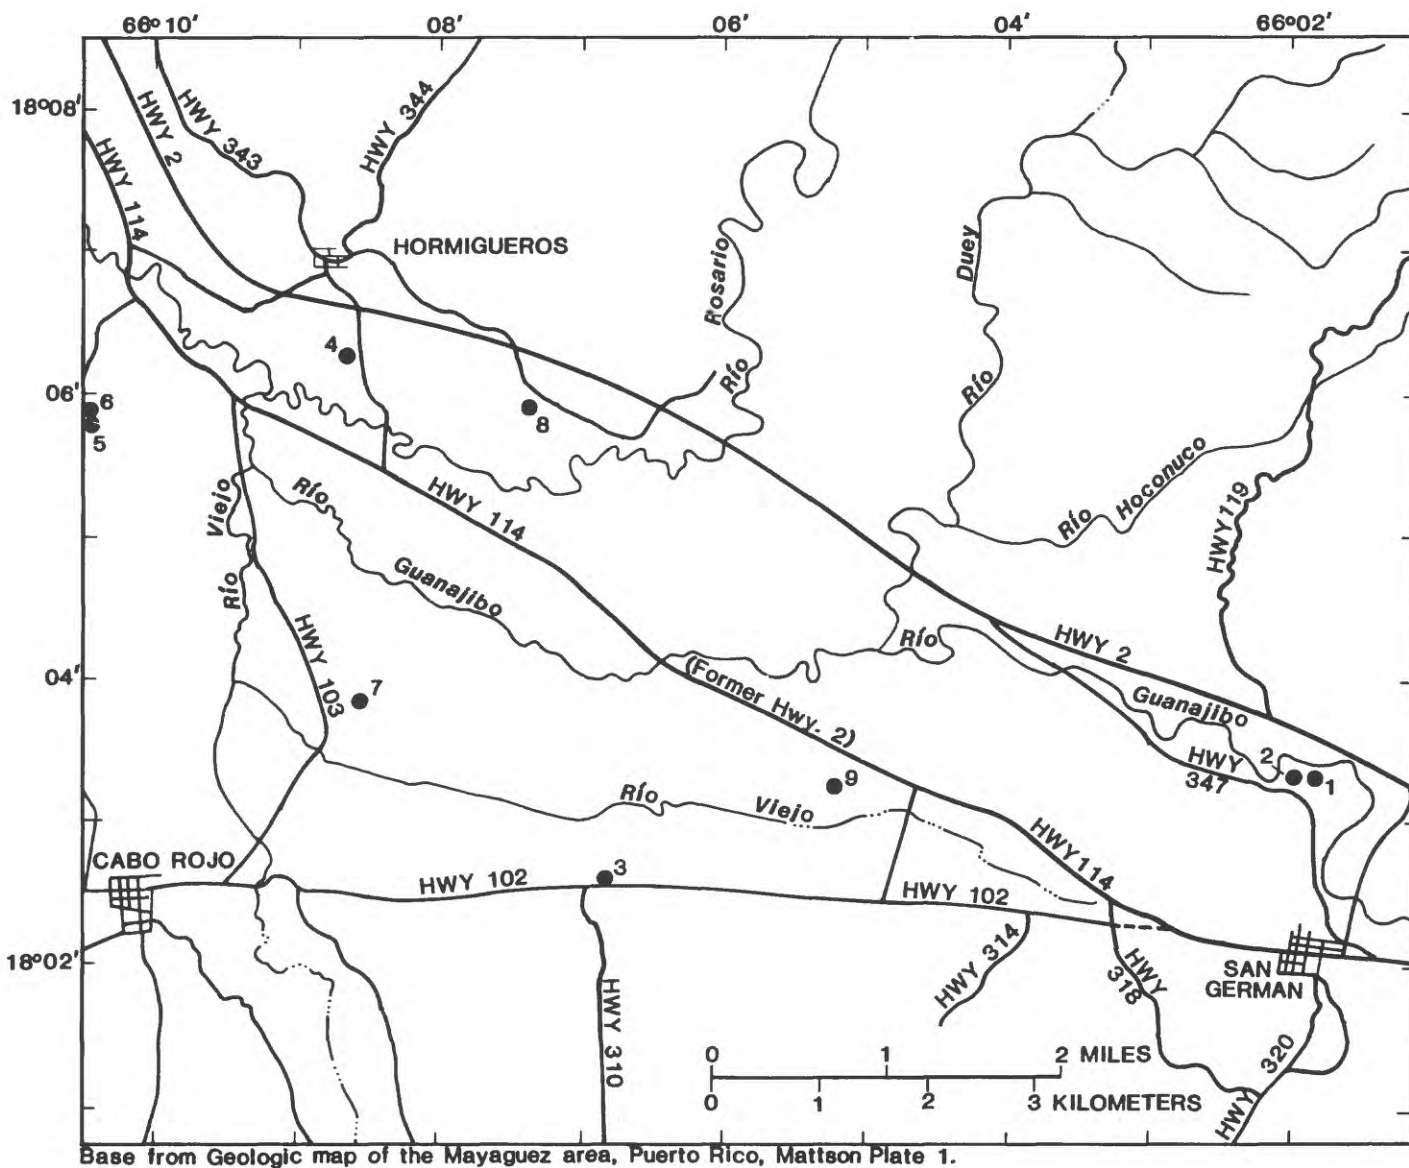 66°10' 08' 06' 04' 66°02'
18°08'
HWY 2
HWY 343
HWY 344
HWY 114
HORMIGUEROS
Rosario
Río
Duey
Río
4
06'
6
5
8
Río Hoconuco
HWY 119
Viejo
Río
Río
Guanajibo
HWY 114
HWY 103
Río
HWY 2
04'
7
(Former Hwy. 2)
Guanajibo
2
1
HWY
347
9
Río Viejo
CABO ROJO
3
HWY 102
HWY 102
HWY 114
18°02'
HWY 314
HWY
318
SAN
GERMAN
HWY 310
HWY 320
0 1 2 MILES
0 1 2 3 KILOMETERS
Base from Geologic map of the Mayaguez area, Puerto Rico, Mattson Plate 1.